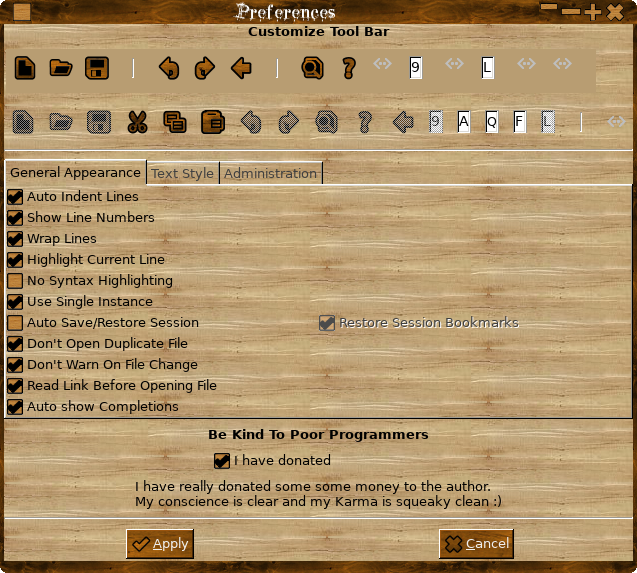 Preferences
Customize Tool Bar
9 L
9 A Q F L
General Appearance Text Style Administration
Auto Indent Lines
Show Line Numbers
Wrap Lines
Highlight Current Line
No Syntax Highlighting
Use Single Instance
Auto Save/Restore Session Restore Session Bookmarks
Don't Open Duplicate File
Don't Warn On File Change
Read Link Before Opening File
Auto show Completions
Be Kind To Poor Programmers
I have donated
I have really donated some some money to the author.
My conscience is clear and my Karma is squeaky clean :)
Apply Cancel